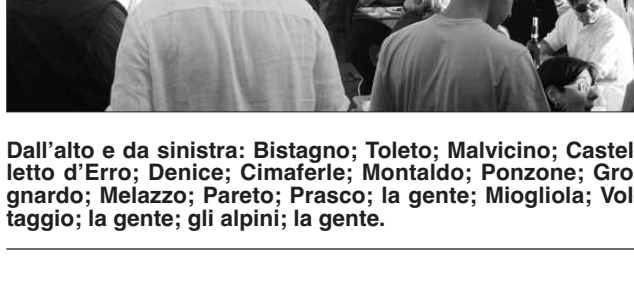 Dall'alto e da sinistra: Bistagno; Toleto; Malvicino; Castel
letto d'Erro; Denice; Cimaferle; Montaldo; Ponzone; Gro
gnardo; Melazzo; Pareto; Prasco; la gente; Miogliola; Vol
taggio; la gente; gli alpini; la gente.